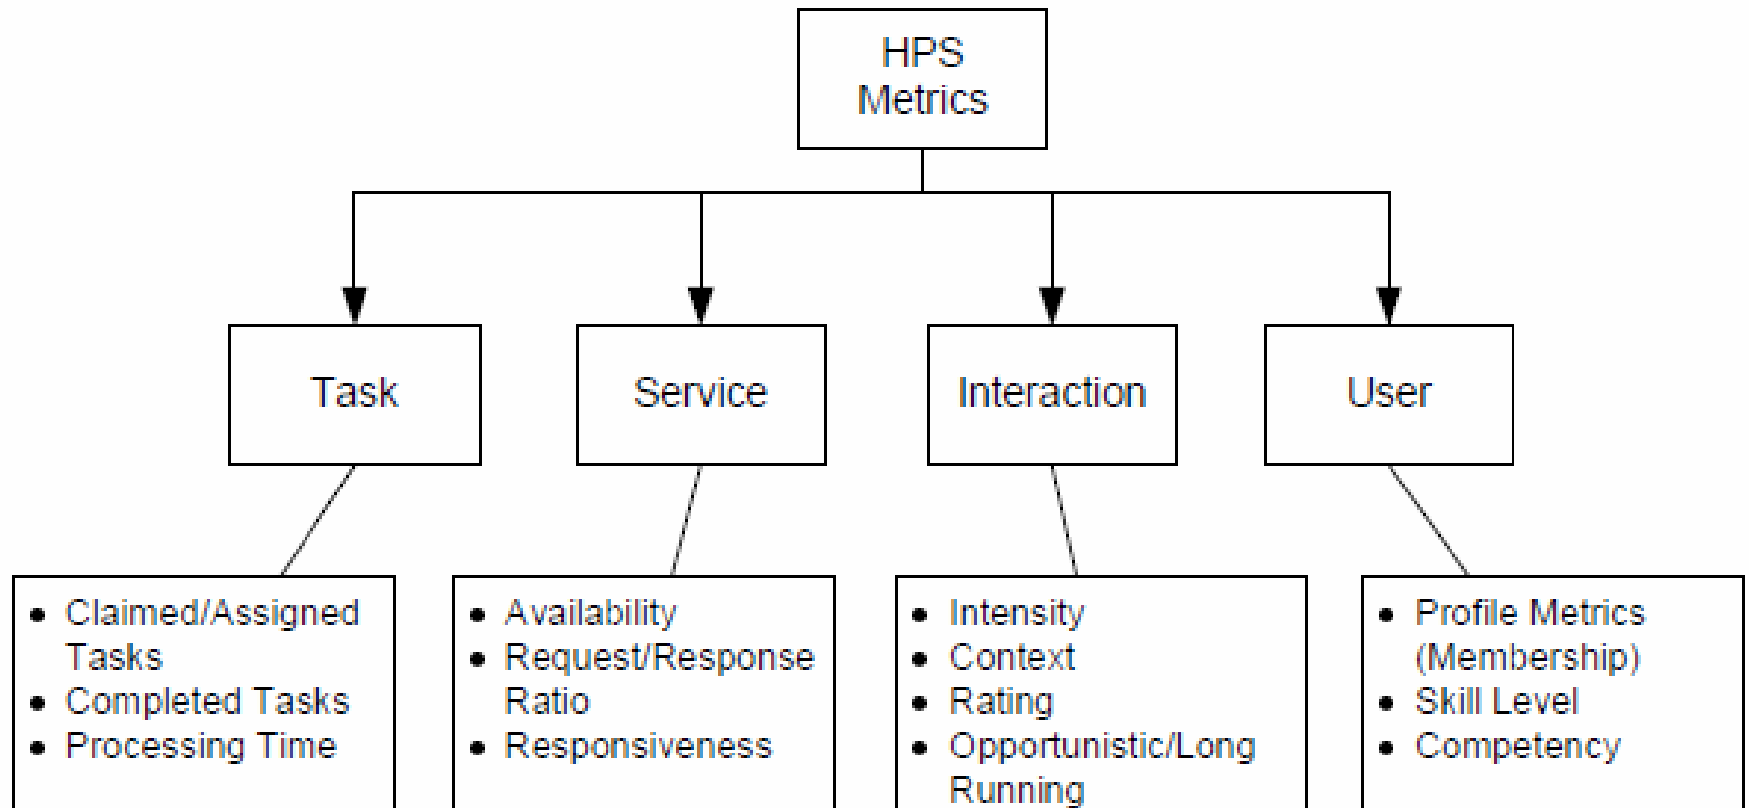 HPS
Metrics
Task
Service
Interaction
User
• Claimed/Assigned
Tasks
• Completed Tasks
• Processing Time
• Availability
• Request/Response
Ratio
• Responsiveness
• Intensity
• Context
• Rating
• Opportunistic/Long
Running
• Profile Metrics
(Membership)
• Skill Level
• Competency